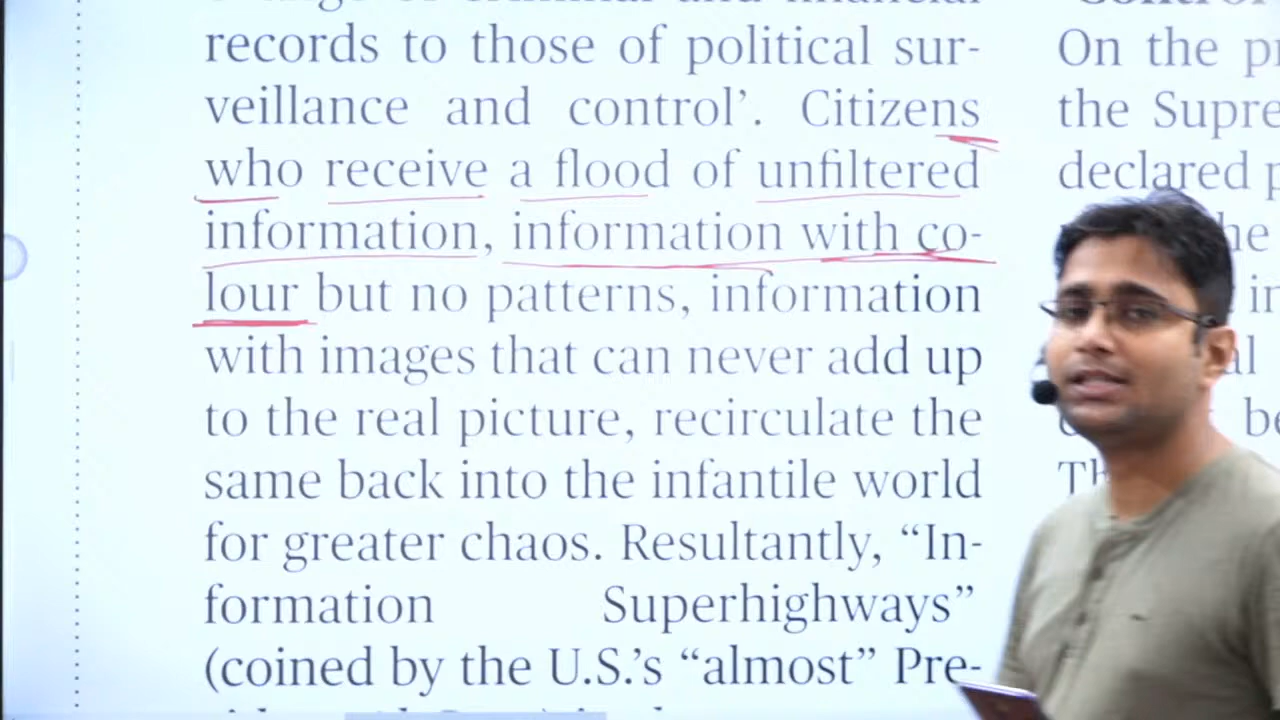 records to those of political sur-
veillance and control’. Citizens
who receive a flood of unfiltered
information, information with co-
lour but no patterns, information
with images that can never add up
to the real picture, recirculate the
same back into the infantile world
for greater chaos. Resultantly, “In-
formation Superhighways”
(coined by the U.S.’s “almost” Pre-
On the
the
declared